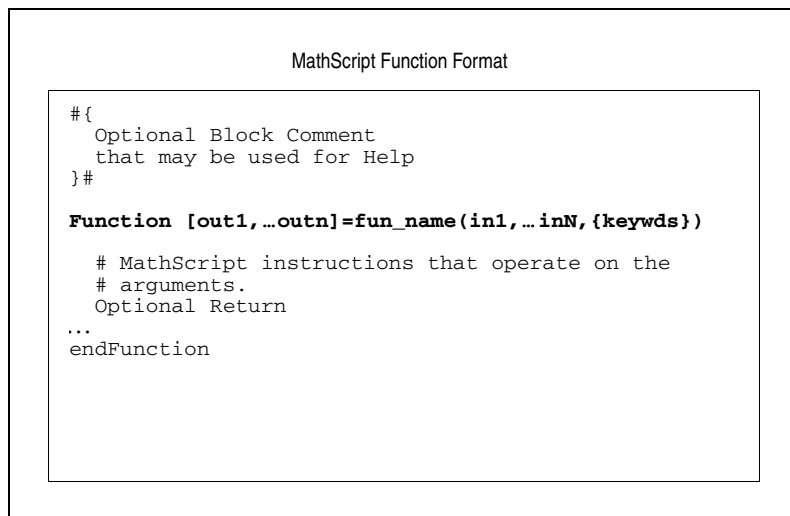 MathScript Function Format
#{
Optional Block Comment
that may be used for Help
}#
Function [out1,…outn]=fun_name(in1,…inN,{keywds})
# MathScript instructions that operate on the
# arguments.
Optional Return
...
endFunction